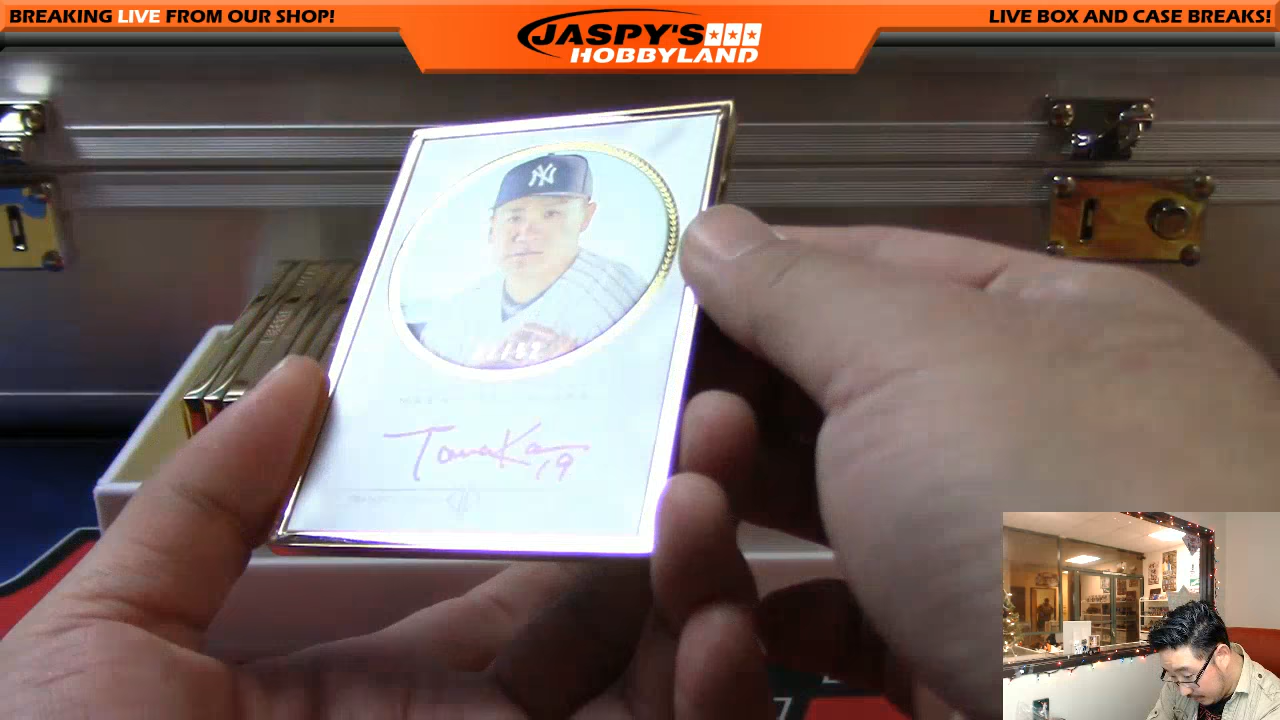 BREAKING LIVE FROM OUR SHOP!
JASPY'S
HOBBYLAND
LIVE BOX AND CASE BREAKS!
NY
Tanaka 19